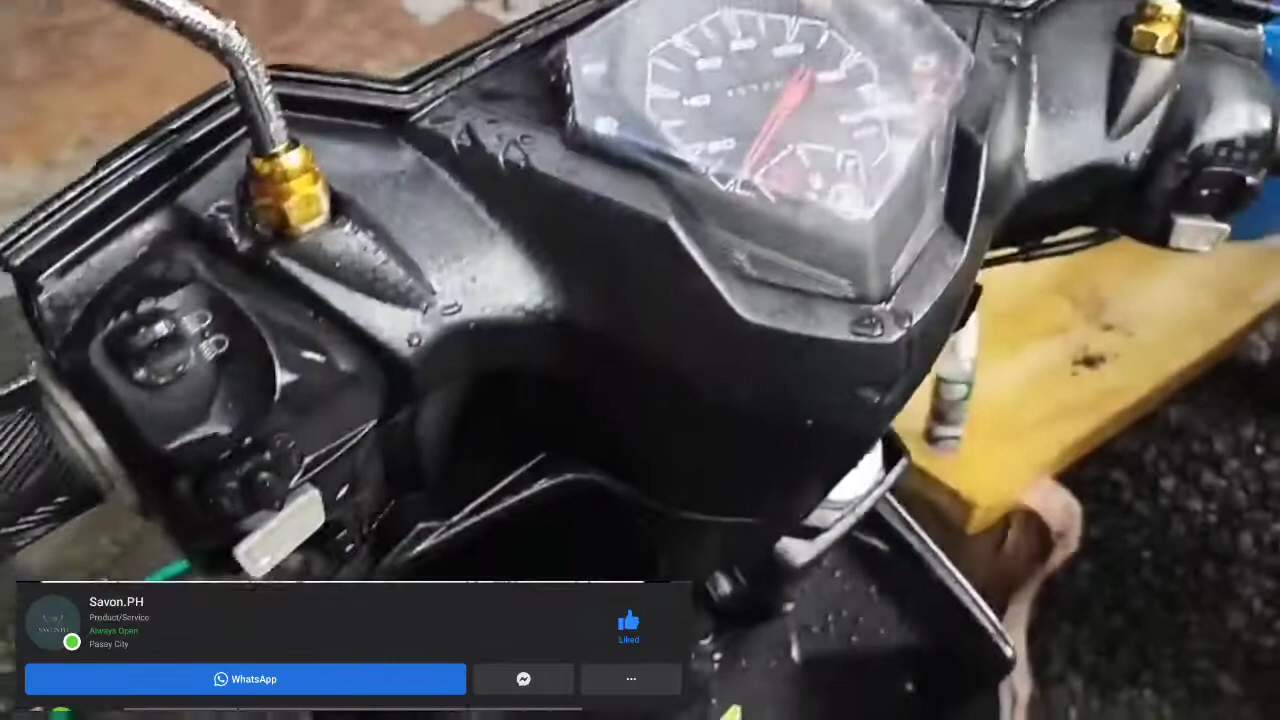 Savon.PH
Product/Service
Always Open
Pasay City
Liked
WhatsApp